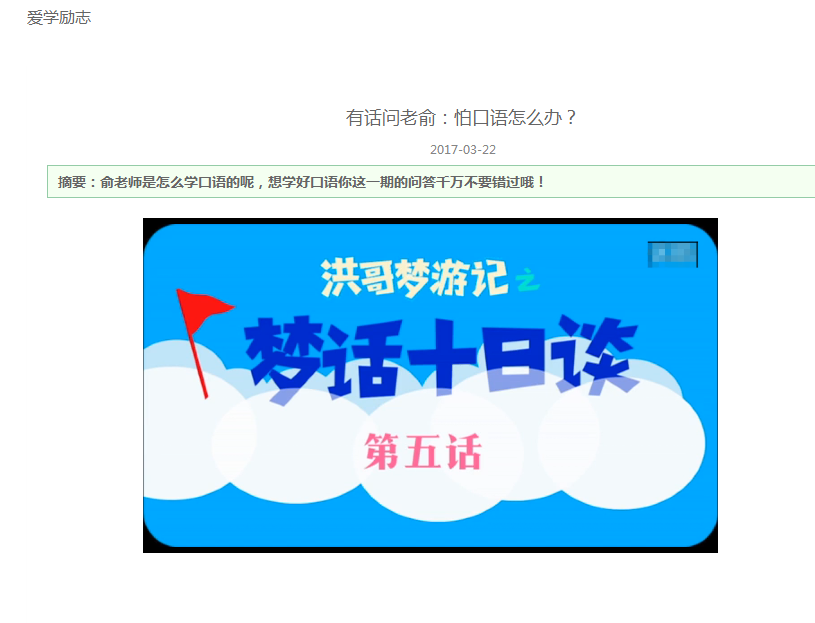 爱学励志
有话问老俞：怕口语怎么办？
2017-03-22
摘要：俞老师是怎么学口语的呢，想学好口语你这一期的问答千万不要错过哦！
洪哥梦游记之
梦话十日谈
第五话